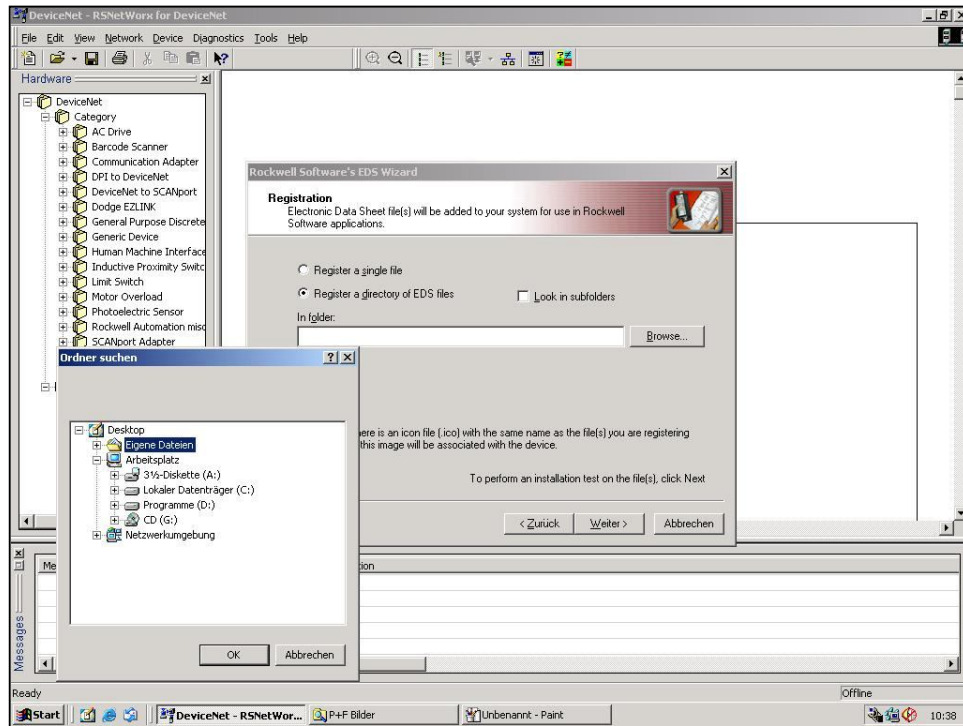 DeviceNet - RSNetWorx for DeviceNet
File Edit View Network Device Diagnostics Tools Help
Hardware
DeviceNet
Category
AC Drive
Barcode Scanner
Communication Adapter
DPI to DeviceNet
DeviceNet to SCANport
Dodge EZLINK
General Purpose Discrete
Generic Device
Human Machine Interface
Inductive Proximity Switc
Limit Switch
Motor Overload
Photoelectric Sensor
Rockwell Automation misc
SCANport Adapter
Rockwell Software's EDS Wizard
Registration
Electronic Data Sheet file(s) will be added to your system for use in Rockwell
Software applications.
Register a single file
Register a directory of EDS files
Look in subfolders
In folder:
Browse...
here is an icon file (.ico) with the same name as the file(s) you are registering
this image will be associated with the device.
To perform an installation test on the file(s), click Next
< Zurück
Weiter >
Abbrechen
Ordner suchen
Desktop
Eigene Dateien
Arbeitsplatz
3½-Diskette (A:)
Lokaler Datenträger (C:)
Programme (D:)
CD (G:)
Netzwerkumgebung
OK
Abbrechen
Messages
Me
tion
Ready
Offline
Start
DeviceNet - RSNetWor...
P+F Bilder
Unbenannt - Paint
10:38